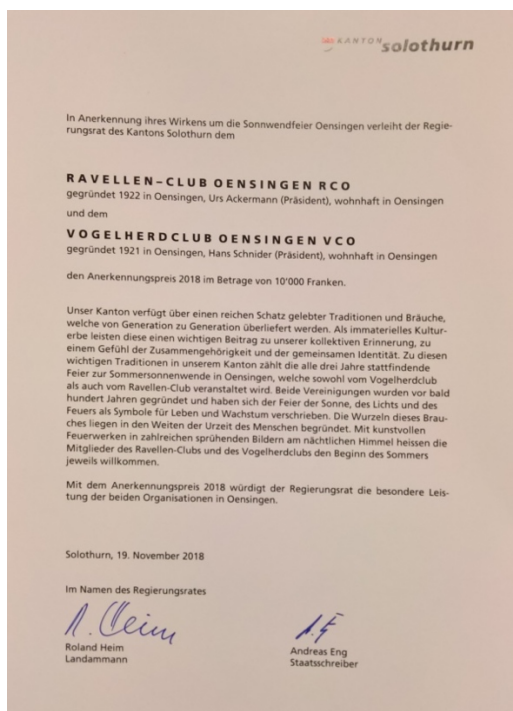 KANTON solothurn
In Anerkennung ihres Wirkens um die Sonnwendfeier Oensingen verleiht der Regie-
rungsrat des Kantons Solothurn dem
RAVELLEN-CLUB OENSINGEN RCO
gegründet 1922 in Oensingen, Urs Ackermann (Präsident), wohnhaft in Oensingen
und dem
VOGELHERDCLUB OENSINGEN VCO
gegründet 1921 in Oensingen, Hans Schnider (Präsident), wohnhaft in Oensingen
den Anerkennungspreis 2018 im Betrage von 10'000 Franken.
Unser Kanton verfügt über einen reichen Schatz gelebter Traditionen und Bräuche,
welche von Generation zu Generation überliefert werden. Als immaterielles Kultur-
erbe leisten diese einen wichtigen Beitrag zu unserer kollektiven Erinnerung, zu
einem Gefühl der Zusammengehörigkeit und der gemeinsamen Identität. Zu diesen
wichtigen Traditionen in unserem Kanton zählt die alle drei Jahre stattfindende
Feier zur Sommersonnenwende in Oensingen, welche sowohl vom Vogelherdclub
als auch vom Ravellen-Club veranstaltet wird. Beide Vereinigungen wurden vor bald
hundert Jahren gegründet und haben sich der Feier der Sonne, des Lichts und des
Feuers als Symbole für Leben und Wachstum verschrieben. Die Wurzeln dieses Brau-
ches liegen in den Weiten der Urzeit des Menschen begründet. Mit kunstvollen
Feuerwerken in zahlreichen sprühenden Bildern am nächtlichen Himmel heissen die
Mitglieder des Ravellen-Clubs und des Vogelherdclubs den Beginn des Sommers
jeweils willkommen.
Mit dem Anerkennungspreis 2018 würdigt der Regierungsrat die besondere Leis-
tung der beiden Organisationen in Oensingen.
Solothurn, 19. November 2018
Im Namen des Regierungsrates
R. Heim
Roland Heim
Landammann
Andreas Eng
Staatsschreiber